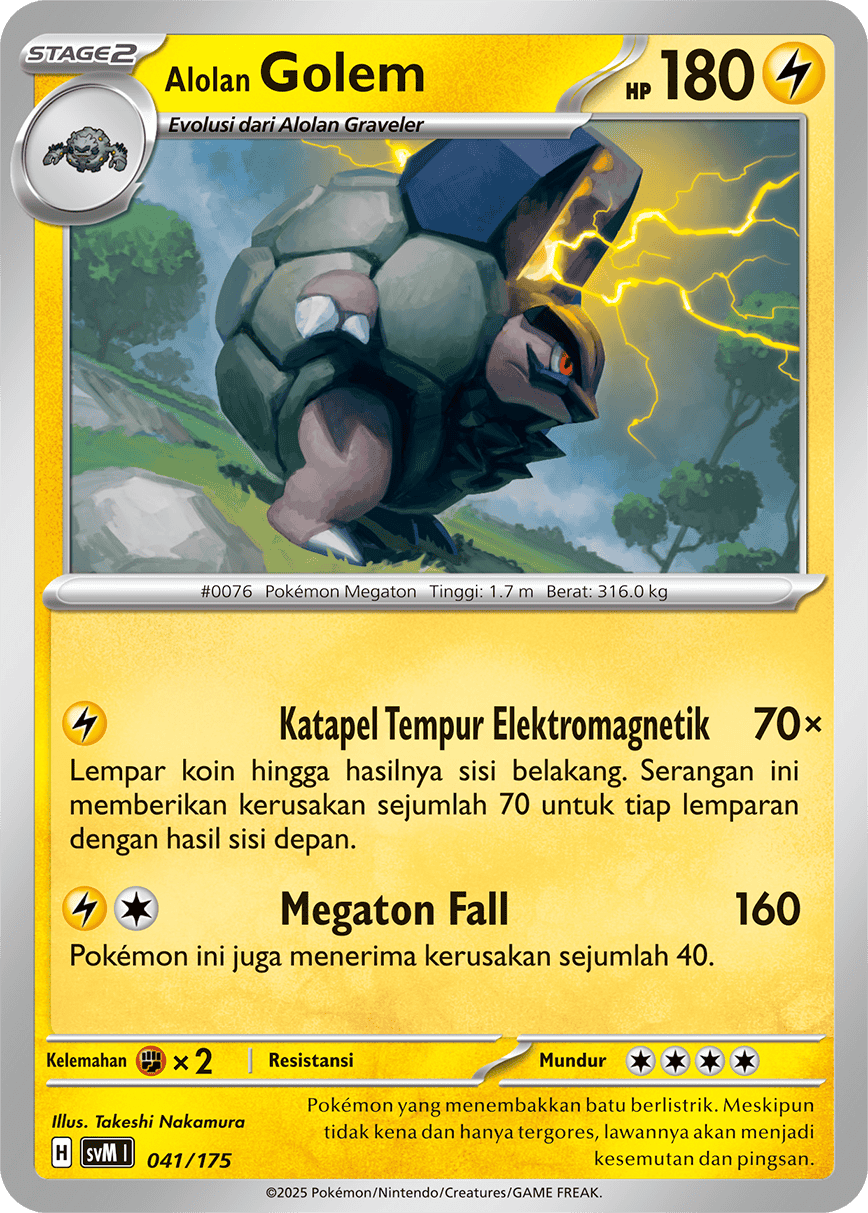 STAGE2
Alolan Golem
HP 180
Evolusi dari Alolan Graveler
#0076 Pokémon Megaton Tinggi: 1.7 m Berat: 316.0 kg
Katapel Tempur Elektromagnetik 70×
Lempar koin hingga hasilnya sisi belakang. Serangan ini
memberikan kerusakan sejumlah 70 untuk tiap lemparan
dengan hasil sisi depan.
Megaton Fall 160
Pokémon ini juga menerima kerusakan sejumlah 40.
Kelemahan ×2 Resistansi Mundur
Illus. Takeshi Nakamura
Pokémon yang menembakkan batu berlistrik. Meskipun
tidak kena dan hanya tergores, lawannya akan menjadi
kesemutan dan pingsan.
H svM I 041/175
©2025 Pokémon/Nintendo/Creatures/GAME FREAK.